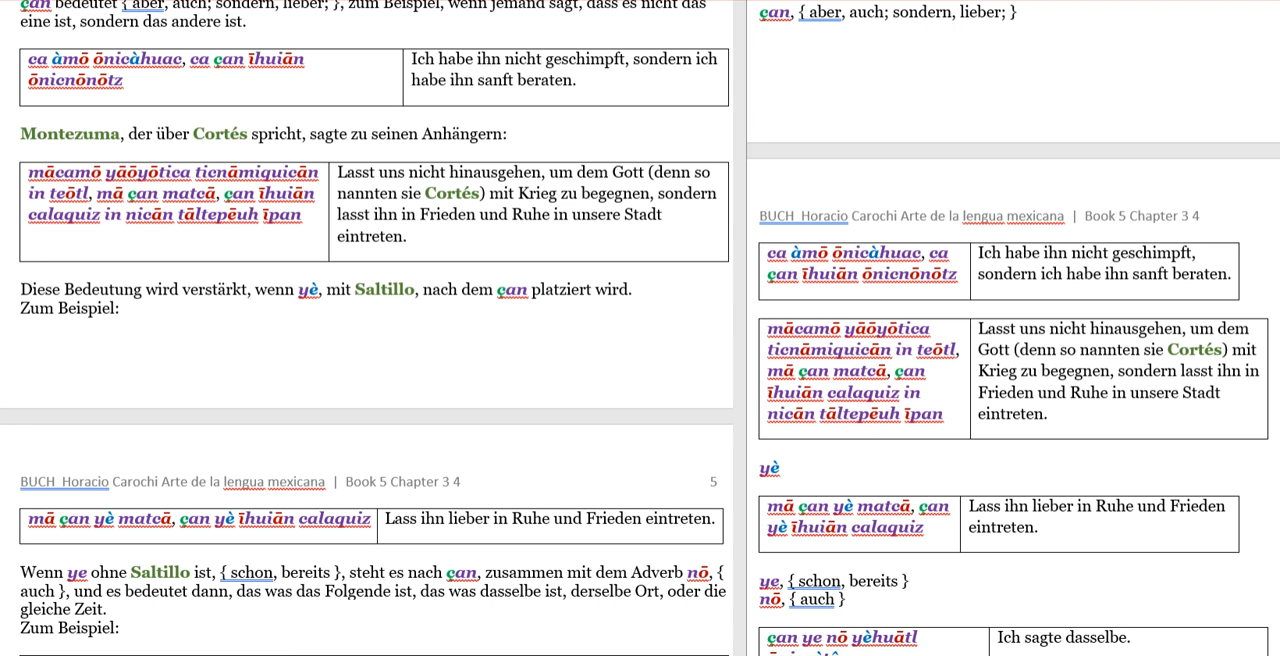 çan bedeutet { aber, auch; sondern, lieber; }, zum Beispiel, wenn jemand sagt, dass es nicht das
eine ist, sondern das andere ist.
ca àmō ōnicàhuac, ca çan īhuiān
ōnicnōnōtz
Ich habe ihn nicht geschimpft, sondern ich
habe ihn sanft beraten.
Montezuma, der über Cortés spricht, sagte zu seinen Anhängern:
mācamō yāōyōtica ticnāmiquicān
in teōtl, mā çan matcā, çan īhuiān
calaquiz in nicān tāltepēuh īpan
Lasst uns nicht hinausgehen, um dem Gott (denn so
nannten sie Cortés) mit Krieg zu begegnen, sondern
lasst ihn in Frieden und Ruhe in unsere Stadt
eintreten.
Diese Bedeutung wird verstärkt, wenn yè, mit Saltillo, nach dem çan platziert wird.
Zum Beispiel:
BUCH Horacio Carochi Arte de la lengua mexicana | Book 5 Chapter 3 4
5
mā çan yè matcā, çan yè īhuiān calaquiz
Lass ihn lieber in Ruhe und Frieden eintreten.
Wenn ye ohne Saltillo ist, { schon, bereits }, steht es nach çan, zusammen mit dem Adverb nō, {
auch }, und es bedeutet dann, das was das Folgende ist, das was dasselbe ist, derselbe Ort, oder die
gleiche Zeit.
Zum Beispiel:
çan, { aber, auch; sondern, lieber; }
BUCH Horacio Carochi Arte de la lengua mexicana | Book 5 Chapter 3 4
ca àmō ōnicàhuac, ca
çan īhuiān ōnicnōnōtz
Ich habe ihn nicht geschimpft,
sondern ich habe ihn sanft beraten.
mācamō yāōyōtica
ticnāmiquicān in teōtl,
mā çan matcā, çan
īhuiān calaquiz in
nicān tāltepēuh īpan
Lasst uns nicht hinausgehen, um dem
Gott (denn so nannten sie Cortés) mit
Krieg zu begegnen, sondern lasst ihn in
Frieden und Ruhe in unsere Stadt
eintreten.
yè
mā çan yè matcā, çan
yè īhuiān calaquiz
Lass ihn lieber in Ruhe und Frieden
eintreten.
ye, { schon, bereits }
nō, { auch }
çan ye nō yèhuātl
Ich sagte dasselbe.